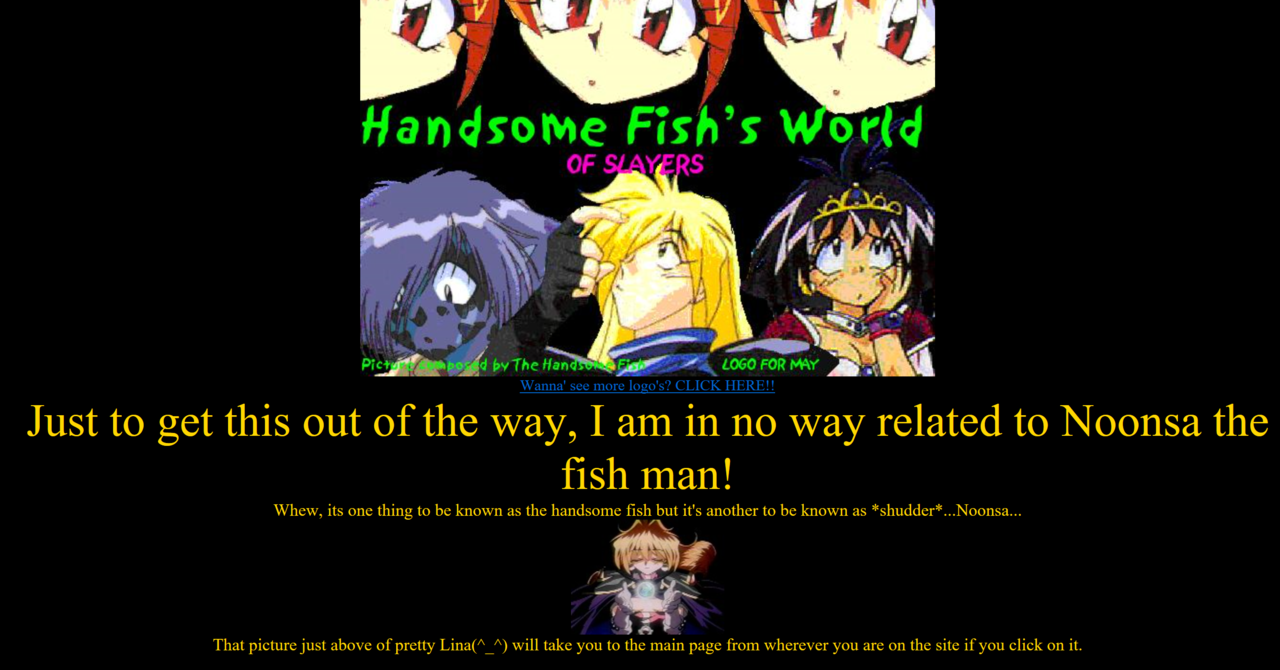 Handsome Fish's World
OF SLAYERS
Picture composed by The Handsome Fish
LOGO FOR MAY
Wanna' see more logo's? CLICK HERE!!
Just to get this out of the way, I am in no way related to Noonsa the
fish man!
Whew, its one thing to be known as the handsome fish but it's another to be known as *shudder*...Noonsa...
That picture just above of pretty Lina(^_^) will take you to the main page from wherever you are on the site if you click on it.